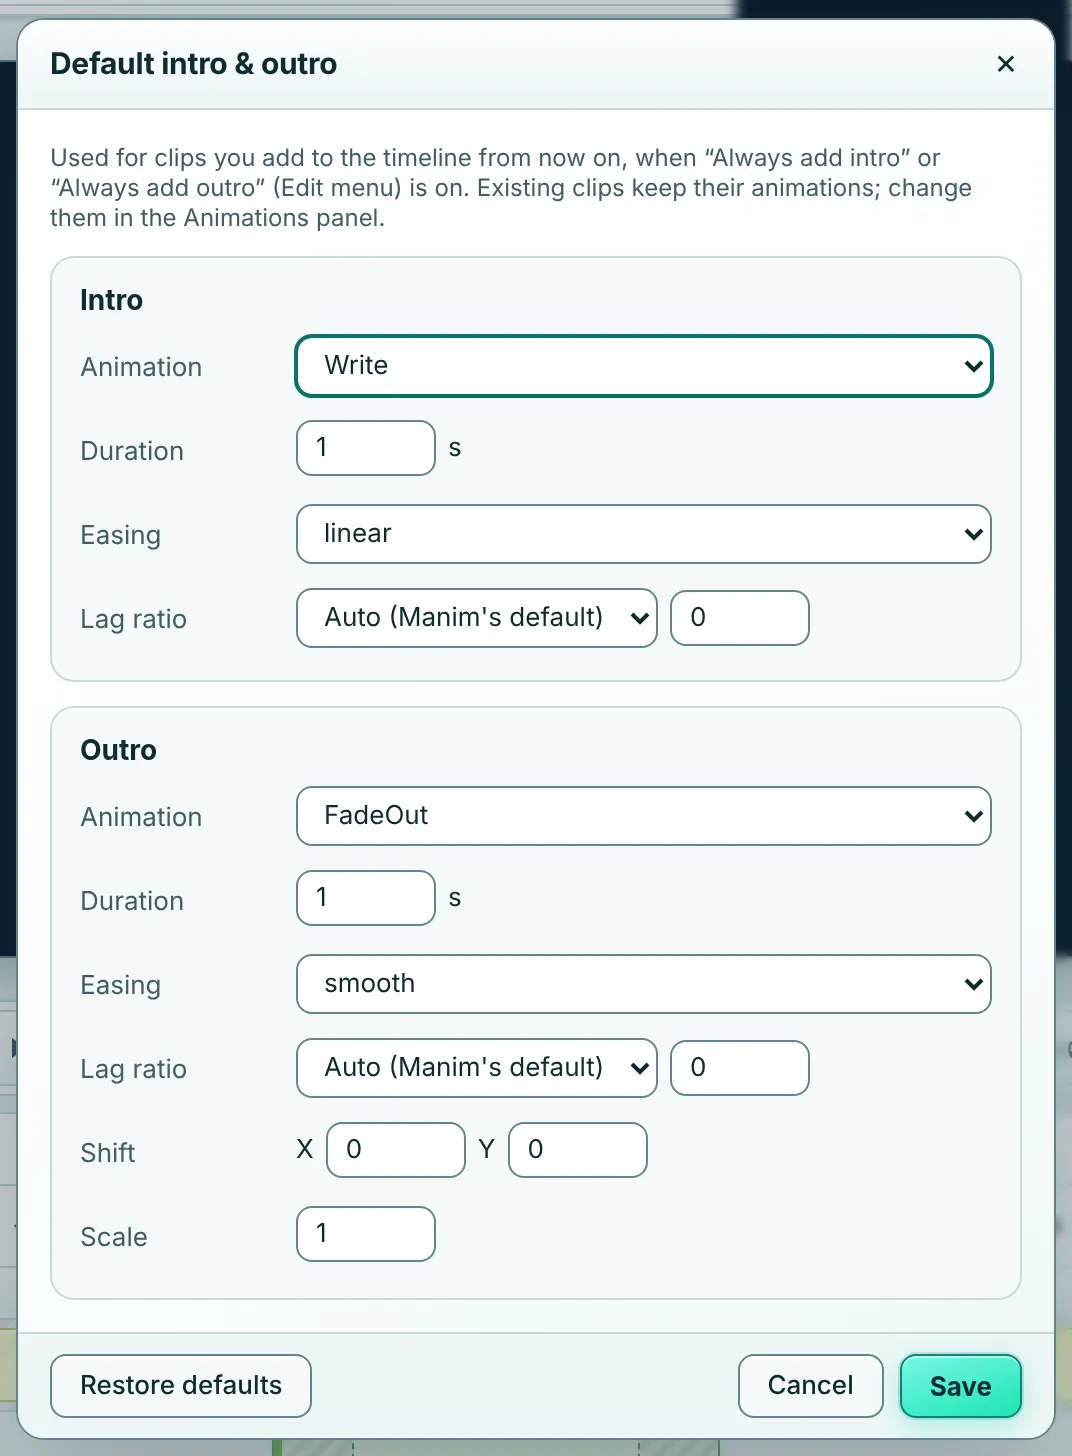 Default intro & outro ✕
Used for clips you add to the timeline from now on, when “Always add intro” or
“Always add outro” (Edit menu) is on. Existing clips keep their animations; change
them in the Animations panel.
Intro
Animation Write
Duration 1 s
Easing linear
Lag ratio Auto (Manim's default) 0
Outro
Animation FadeOut
Duration 1 s
Easing smooth
Lag ratio Auto (Manim's default) 0
Shift X 0 Y 0
Scale 1
Restore defaults Cancel Save